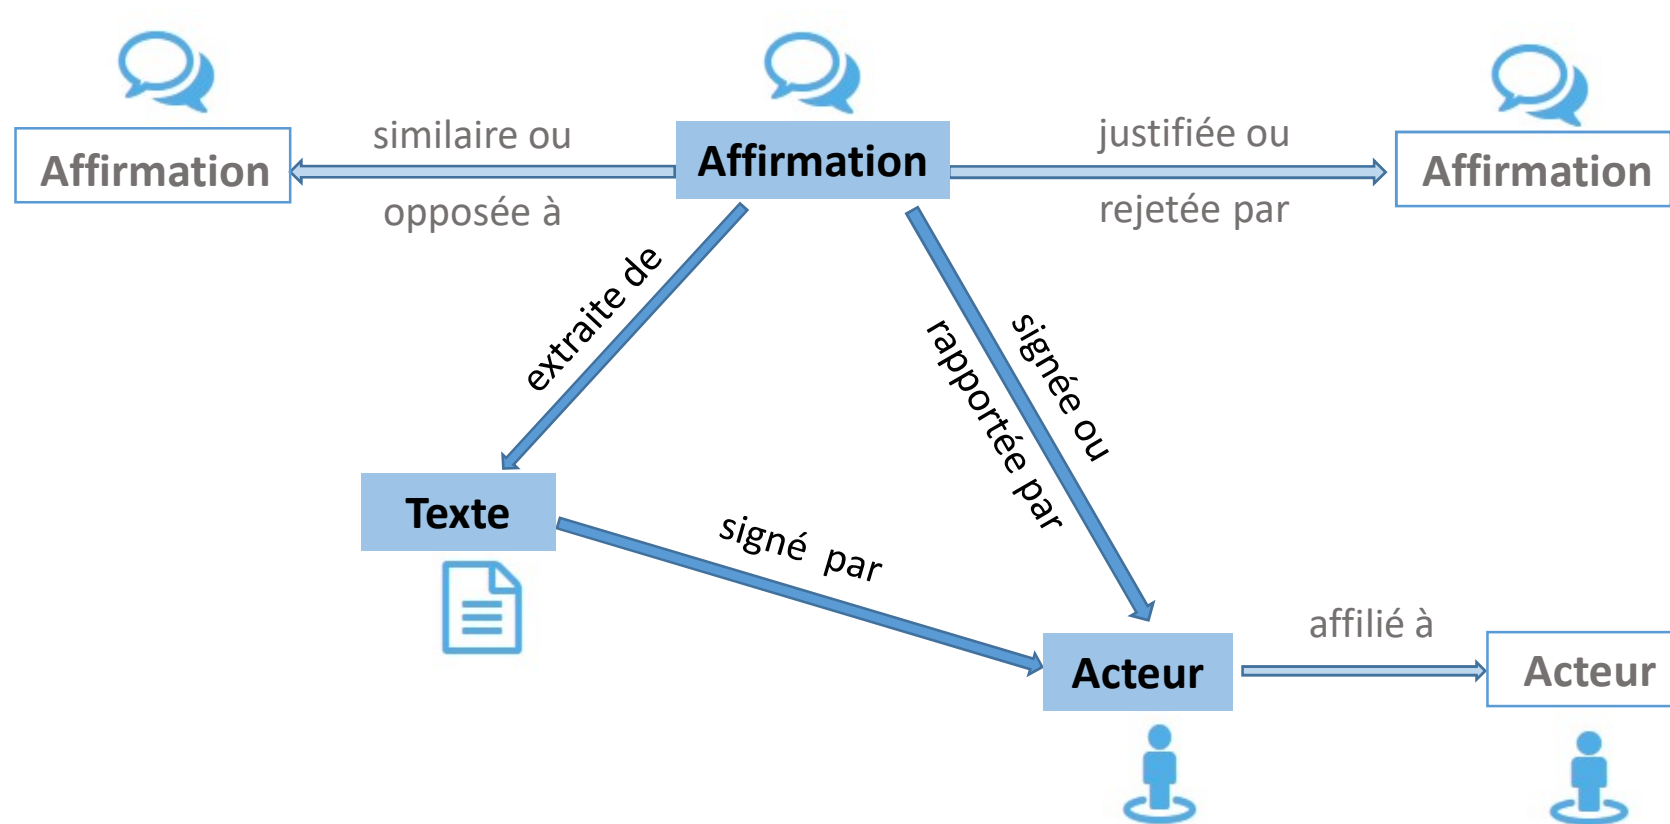 similaire ou
justifiée ou
Affirmation
Affirmation
Affirmation
opposée à
rejetée par
extraite de
signée ou
rapportée par
Texte
signé par
affilié à
Acteur
Acteur